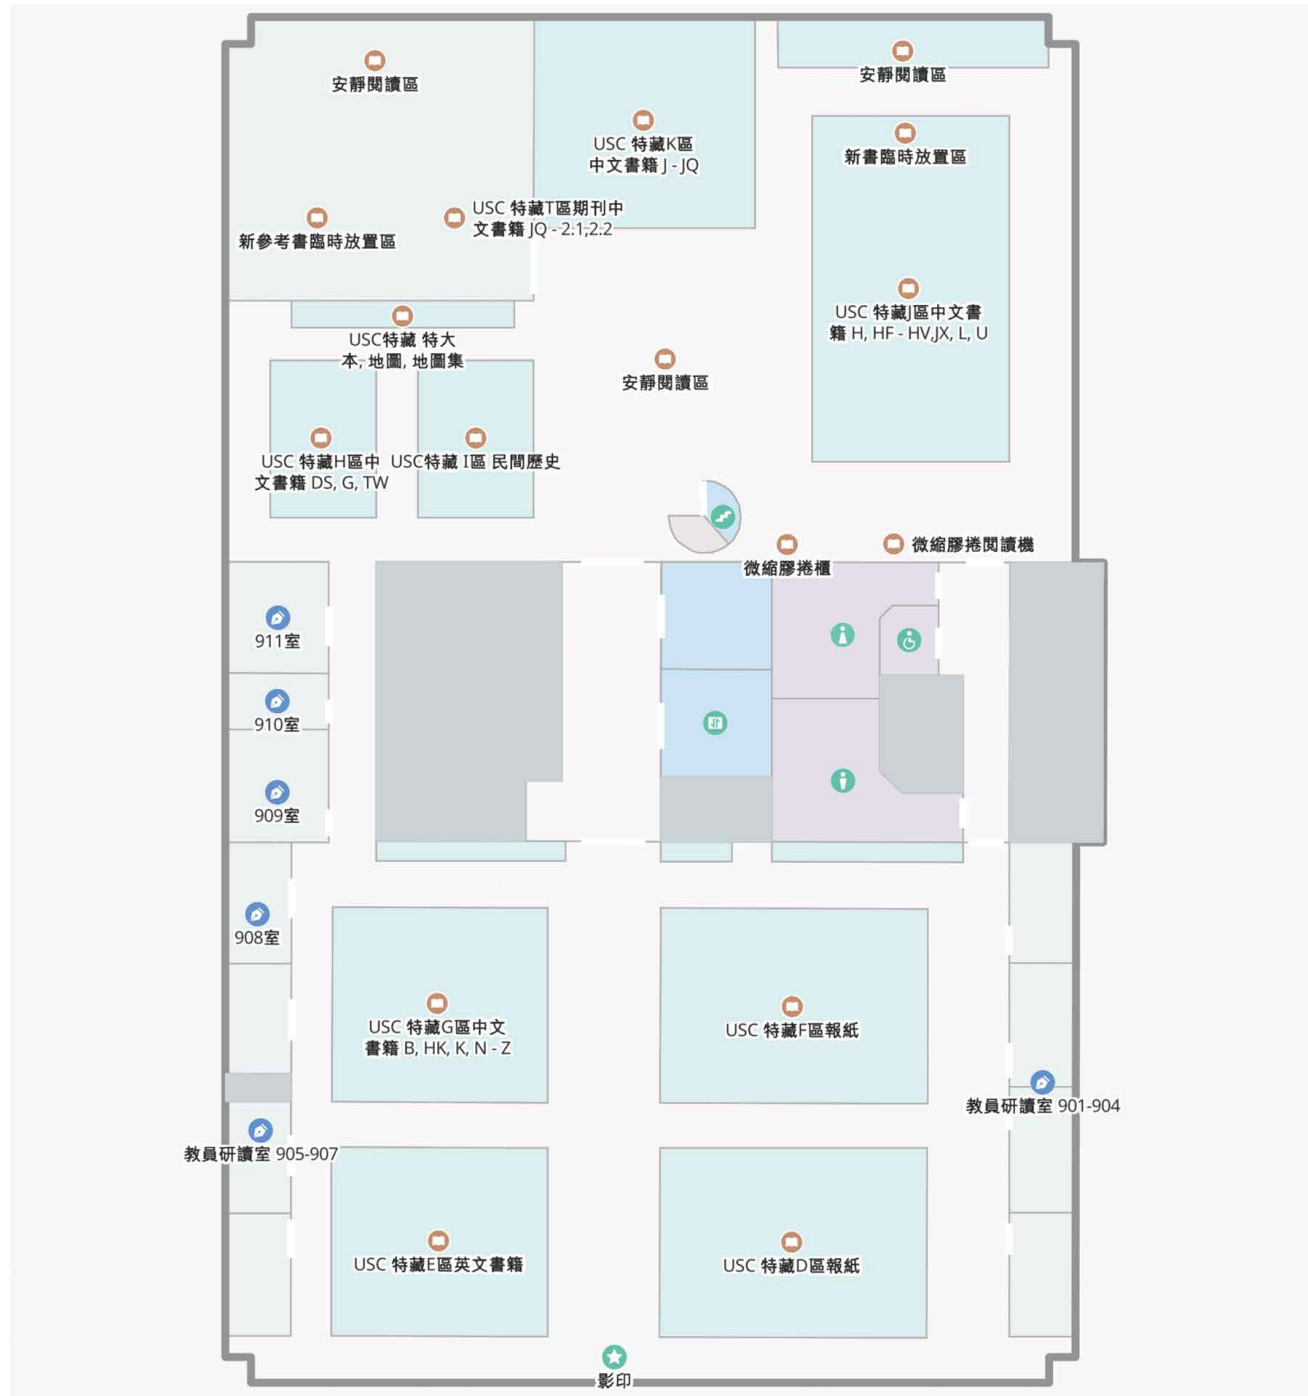 安靜閱讀區
安靜閱讀區
USC 特藏K區
中文書籍 J - JQ
新書臨時放置區
USC 特藏T區期刊中
文書籍 JQ - 2.1,2.2
新參考書臨時放置區
USC特藏 特大
本, 地圖, 地圖集
USC 特藏J區中文書
籍 H, HF - HV,JX, L, U
安靜閱讀區
USC 特藏H區中
文書籍 DS, G, TW
USC特藏 I區 民間歷史
微縮膠捲櫃
微縮膠捲閱讀機
911室
910室
909室
908室
USC 特藏G區中文
書籍 B, HK, K, N - Z
USC 特藏F區報紙
教員研讀室 901-904
教員研讀室 905-907
USC 特藏E區英文書籍
USC 特藏D區報紙
影印